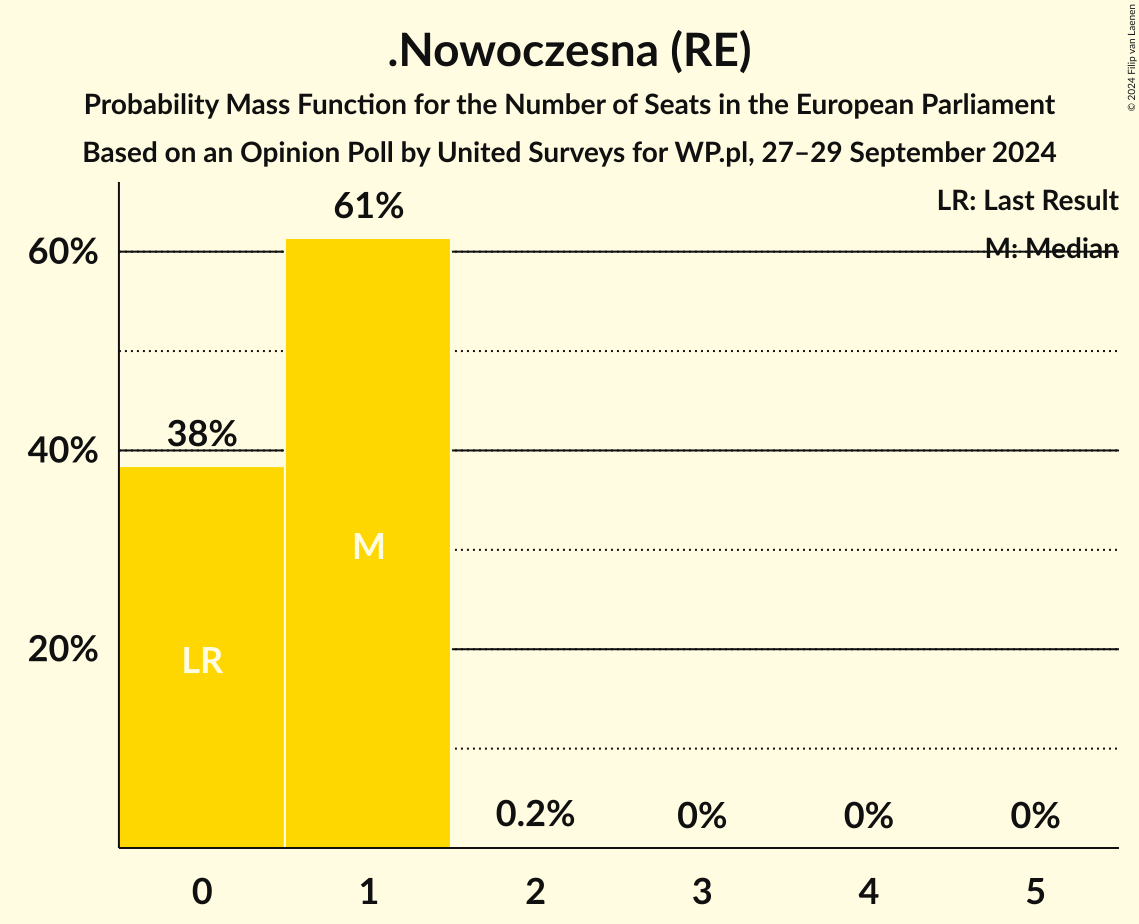 .Nowoczesna (RE)
Probability Mass Function for the Number of Seats in the European Parliament
Based on an Opinion Poll by United Surveys for WP.pl, 27–29 September 2024
© 2024 Filip van Laenen
LR: Last Result
M: Median
60%
40%
20%
38%
61%
0.2%
0%
0%
0%
LR
M
0
1
2
3
4
5